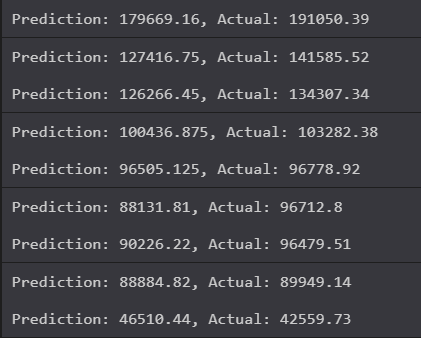 Prediction: 179669.16, Actual: 191050.39
Prediction: 127416.75, Actual: 141585.52
Prediction: 126266.45, Actual: 134307.34
Prediction: 100436.875, Actual: 103282.38
Prediction: 96505.125, Actual: 96778.92
Prediction: 88131.81, Actual: 96712.8
Prediction: 90226.22, Actual: 96479.51
Prediction: 88884.82, Actual: 89949.14
Prediction: 46510.44, Actual: 42559.73